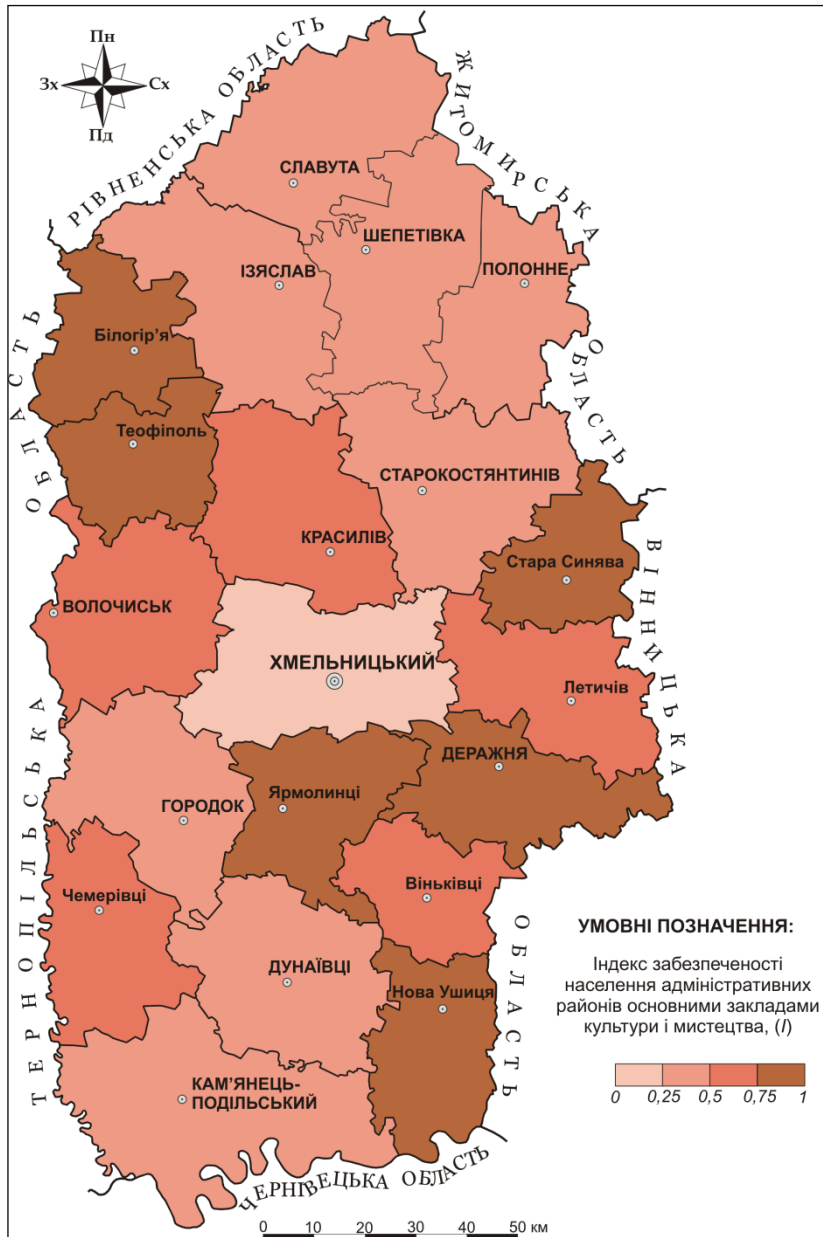 Пн
Зх
Сх
Пд
РІВНЕНСЬКА ОБЛАСТЬ
ЖИТОМИРСЬКА
ОБЛАСТЬ
СЛАВУТА
ШЕПЕТІВКА
ІЗЯСЛАВ
ПОЛОННЕ
Білогір’я
Теофіполь
СТАРОКОСТЯНТИНІВ
КРАСИЛІВ
Стара Синява
ВОЛОЧИСЬК
ХМЕЛЬНИЦЬКИЙ
Летичів
ДЕРАЖНЯ
Ярмолинці
ГОРОДОК
Чемерівці
Віньківці
ДУНАЇВЦІ
Нова Ушиця
КАМ’ЯНЕЦЬ-
ПОДІЛЬСЬКИЙ
ТЕРНОПІЛЬСЬКА
ОБЛАСТЬ
ВІННИЦЬКА
ОБЛАСТЬ
ЧЕРНІВЕЦЬКА ОБЛАСТЬ
УМОВНІ ПОЗНАЧЕННЯ:
Індекс забезпеченості
населення адміністративних
районів основними закладами
культури і мистецтва, (I)
0 0,25 0,5 0,75 1
0 10 20 30 40 50 км